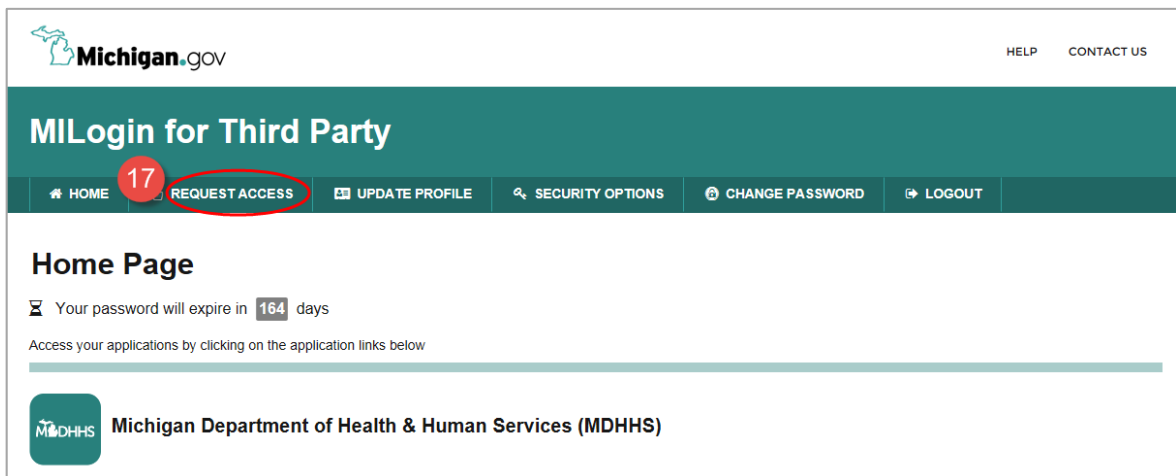 Michigan.gov
HELP CONTACT US
MILogin for Third Party
HOME 17 REQUEST ACCESS UPDATE PROFILE SECURITY OPTIONS CHANGE PASSWORD LOGOUT
Home Page
Your password will expire in 164 days
Access your applications by clicking on the application links below
MDHHS Michigan Department of Health & Human Services (MDHHS)